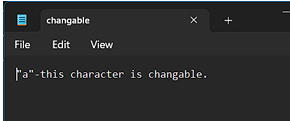 changable
File Edit View
"a"-this character is changable.